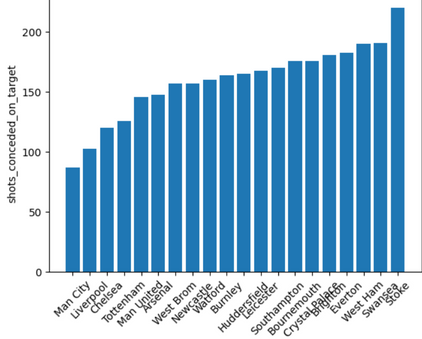 shots_conceded_on_target
200
150
100
50
0
Man City
Liverpool
Chelsea
Tottenham
Man United
Arsenal
West Brom
Newcastle
Watford
Burnley
Huddersfield
Leicester
Southampton
Bournemouth
Crystal Palace
Brighton
Everton
West Ham
Swansea
Stoke